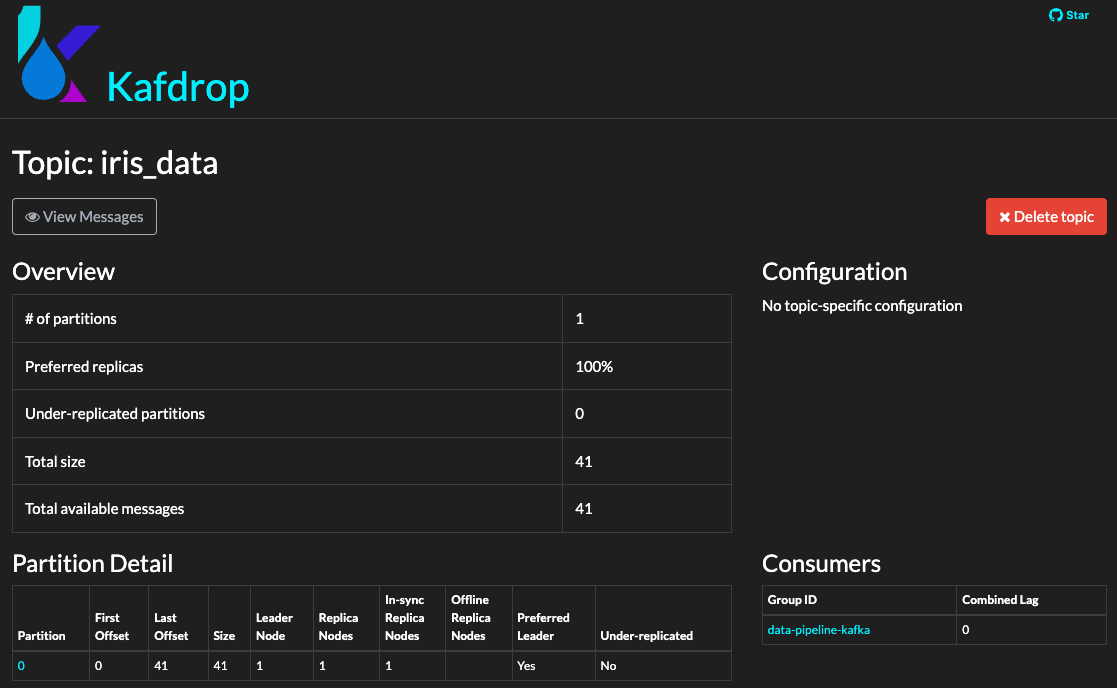 Star
Kafdrop
Topic: iris_data
View Messages
Delete topic
Overview
# of partitions 1
Preferred replicas 100%
Under-replicated partitions 0
Total size 41
Total available messages 41
Configuration
No topic-specific configuration
Partition Detail
Partition First Offset Last Offset Size Leader Node Replica Nodes In-sync Replica Nodes Offline Replica Nodes Preferred Leader Under-replicated
0 0 41 41 1 1 1 Yes No
Consumers
Group ID Combined Lag
data-pipeline-kafka 0